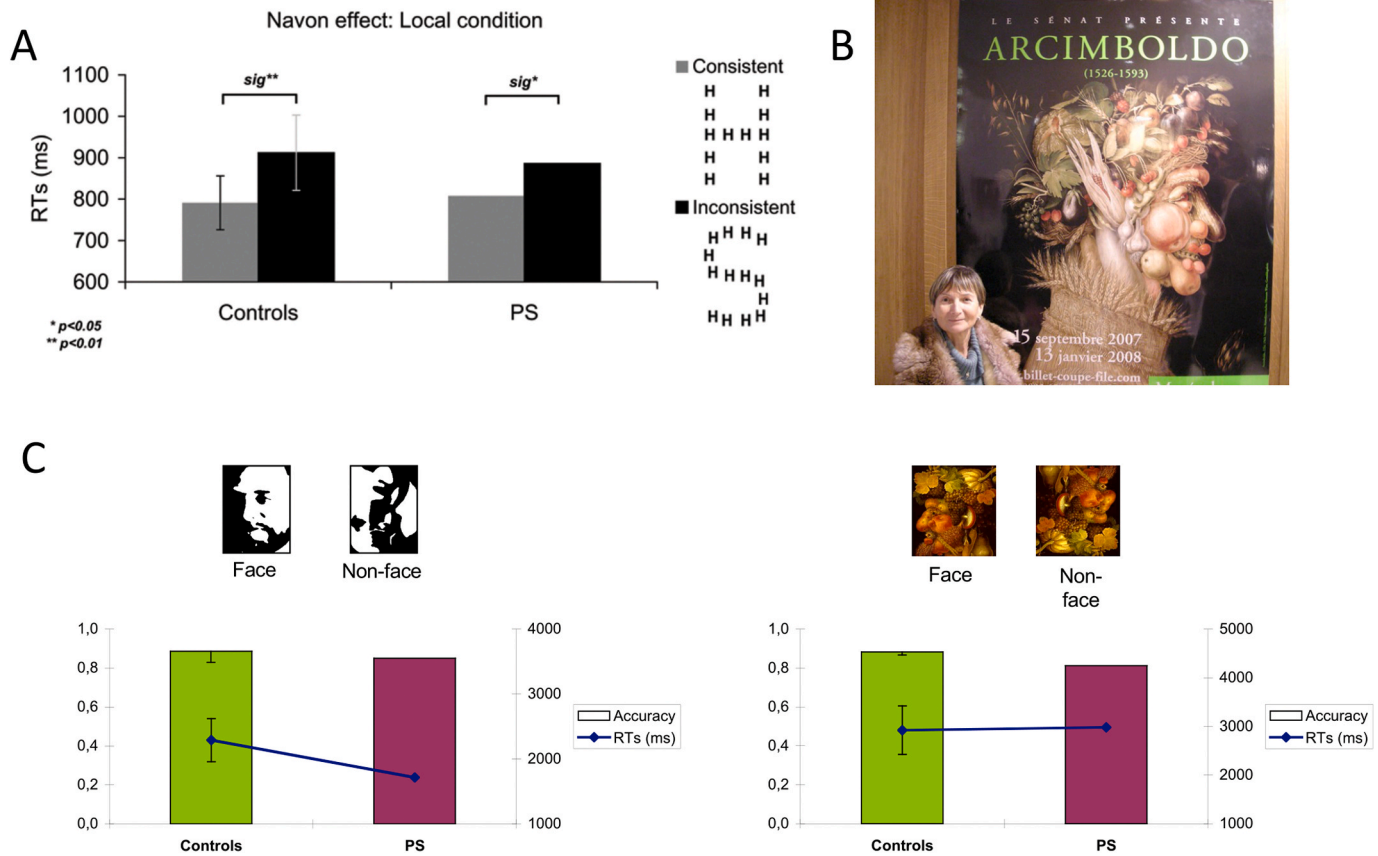 A
Navon effect: Local condition
1100
1000
900
800
700
600
RTs (ms)
sig**
sig*
Controls
PS
* p<0.05
** p<0.01
Consistent
H H
H H
H H H H
H H
H H
Inconsistent
H H H H
H
H H H H
H
H H H H
B
LE SÉNAT PRÉSENTE
ARCIMBOLDO
(1526-1593)
15 septembre 2007
13 janvier 2008
billet-coupe-file.com
C
Face
Non-face
1,0
0,8
0,6
0,4
0,2
0,0
4000
3000
2000
1000
Accuracy
RTs (ms)
Controls
PS
Face
Non-
face
1,0
0,8
0,6
0,4
0,2
0,0
5000
4000
3000
2000
1000
Accuracy
RTs (ms)
Controls
PS